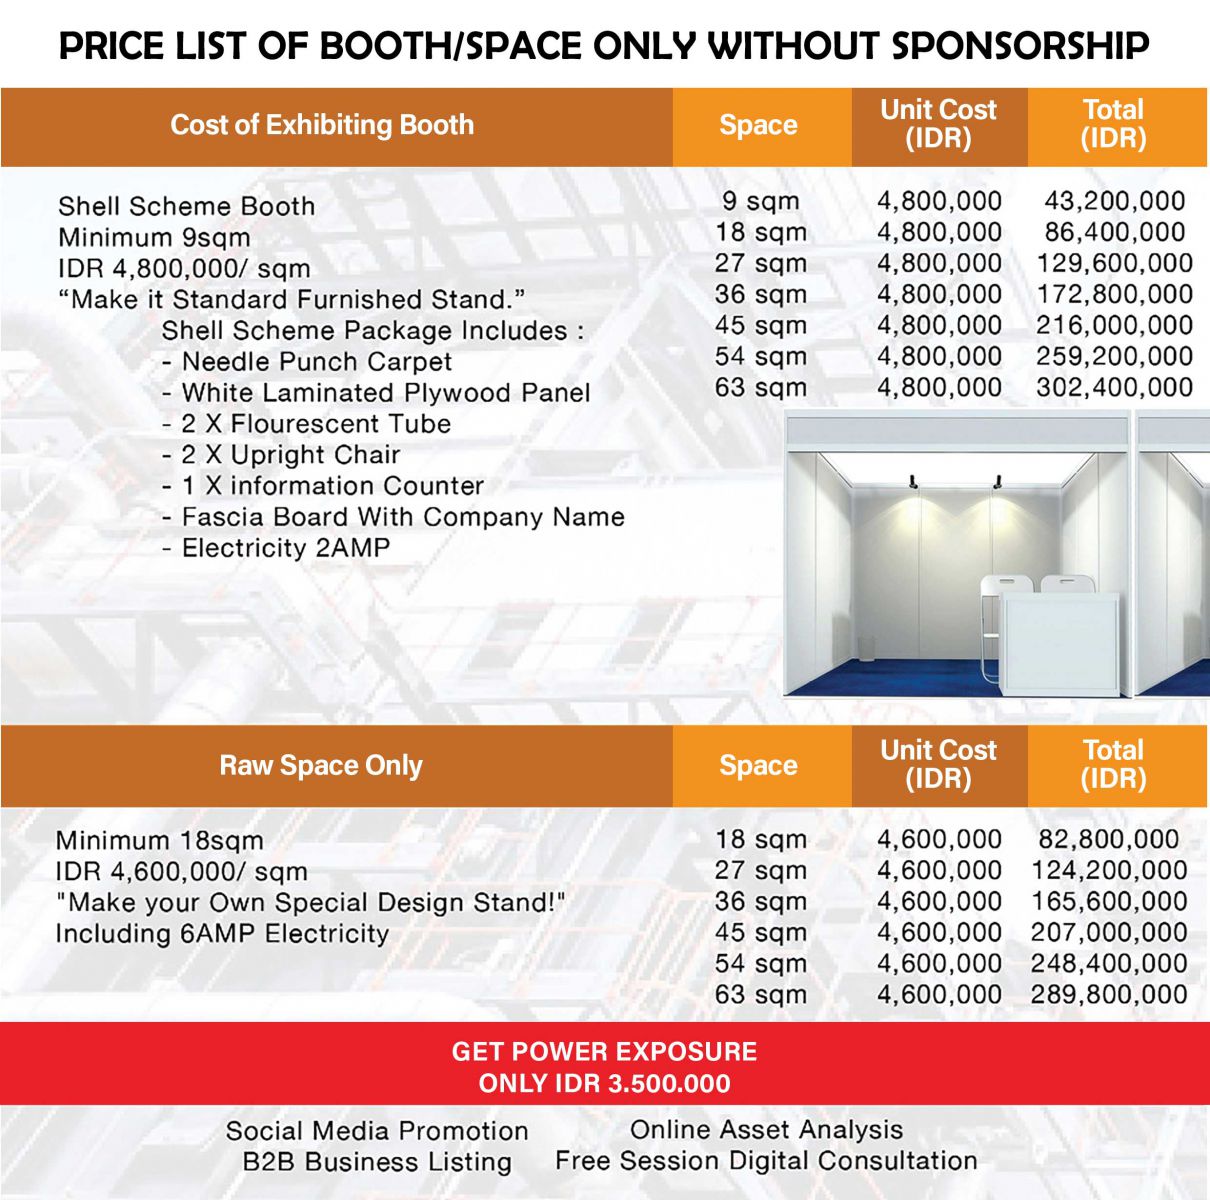 PRICE LIST OF BOOTH/SPACE ONLY WITHOUT SPONSORSHIP
Cost of Exhibiting Booth Space Unit Cost (IDR) Total (IDR)
Shell Scheme Booth 9 sqm 4,800,000 43,200,000
Minimum 9sqm 18 sqm 4,800,000 86,400,000
IDR 4,800,000/ sqm 27 sqm 4,800,000 129,600,000
“Make it Standard Furnished Stand.” 36 sqm 4,800,000 172,800,000
Shell Scheme Package Includes : 45 sqm 4,800,000 216,000,000
- Needle Punch Carpet 54 sqm 4,800,000 259,200,000
- White Laminated Plywood Panel 63 sqm 4,800,000 302,400,000
- 2 X Flourescent Tube
- 2 X Upright Chair
- 1 X information Counter
- Fascia Board With Company Name
- Electricity 2AMP
Raw Space Only Space Unit Cost (IDR) Total (IDR)
Minimum 18sqm 18 sqm 4,600,000 82,800,000
IDR 4,600,000/ sqm 27 sqm 4,600,000 124,200,000
"Make your Own Special Design Stand!" 36 sqm 4,600,000 165,600,000
Including 6AMP Electricity 45 sqm 4,600,000 207,000,000
54 sqm 4,600,000 248,400,000
63 sqm 4,600,000 289,800,000
GET POWER EXPOSURE
ONLY IDR 3.500.000
Social Media Promotion Online Asset Analysis
B2B Business Listing Free Session Digital Consultation